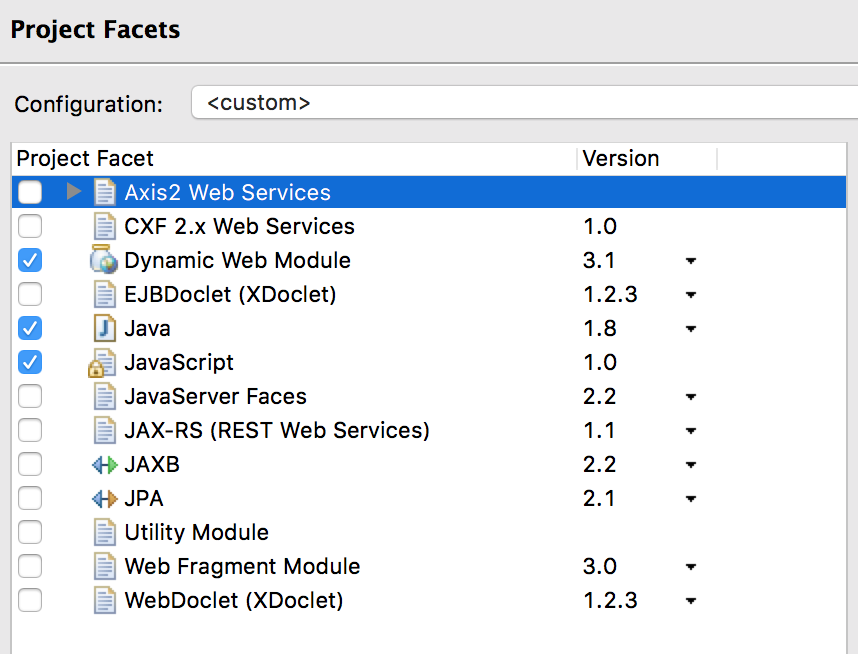 Project Facets
Configuration: <custom>
Project Facet Version
Axis2 Web Services
CXF 2.x Web Services 1.0
Dynamic Web Module 3.1
EJBDoclet (XDoclet) 1.2.3
Java 1.8
JavaScript 1.0
JavaServer Faces 2.2
JAX-RS (REST Web Services) 1.1
JAXB 2.2
JPA 2.1
Utility Module
Web Fragment Module 3.0
WebDoclet (XDoclet) 1.2.3